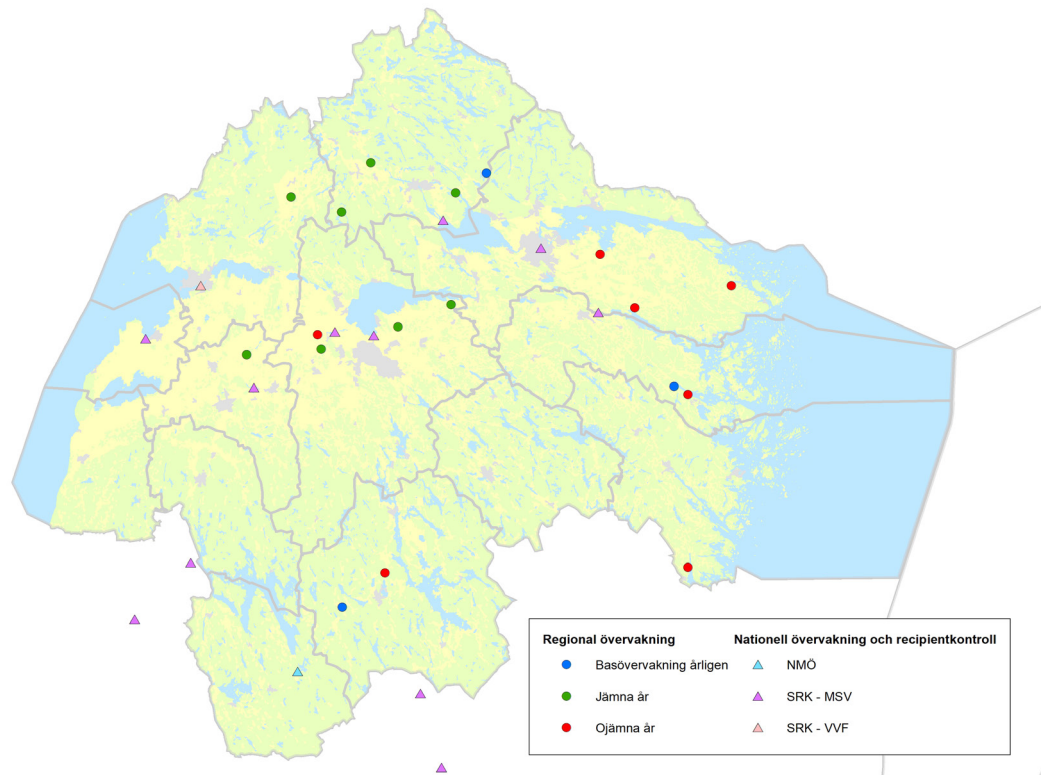 Regional övervakning
Basövervakning årligen
Jämna år
Ojämna år
Nationell övervakning och recipientkontroll
NMÖ
SRK - MSV
SRK - VVF